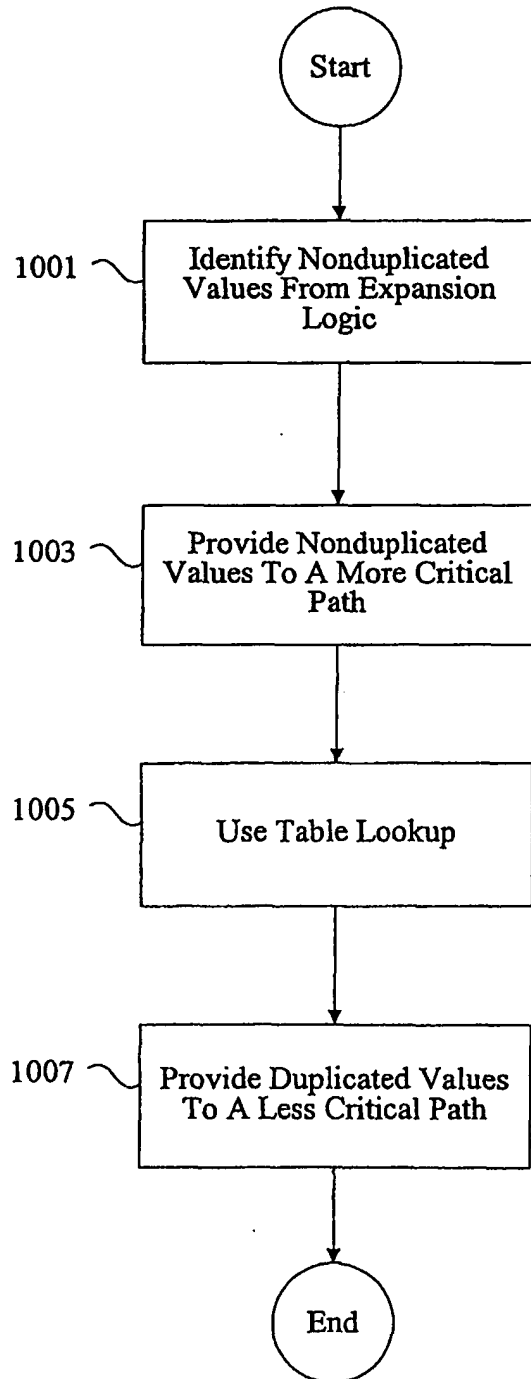 Start
1001
Identify Nonduplicated
Values From Expansion
Logic
1003
Provide Nonduplicated
Values To A More Critical
Path
1005
Use Table Lookup
1007
Provide Duplicated Values
To A Less Critical Path
End